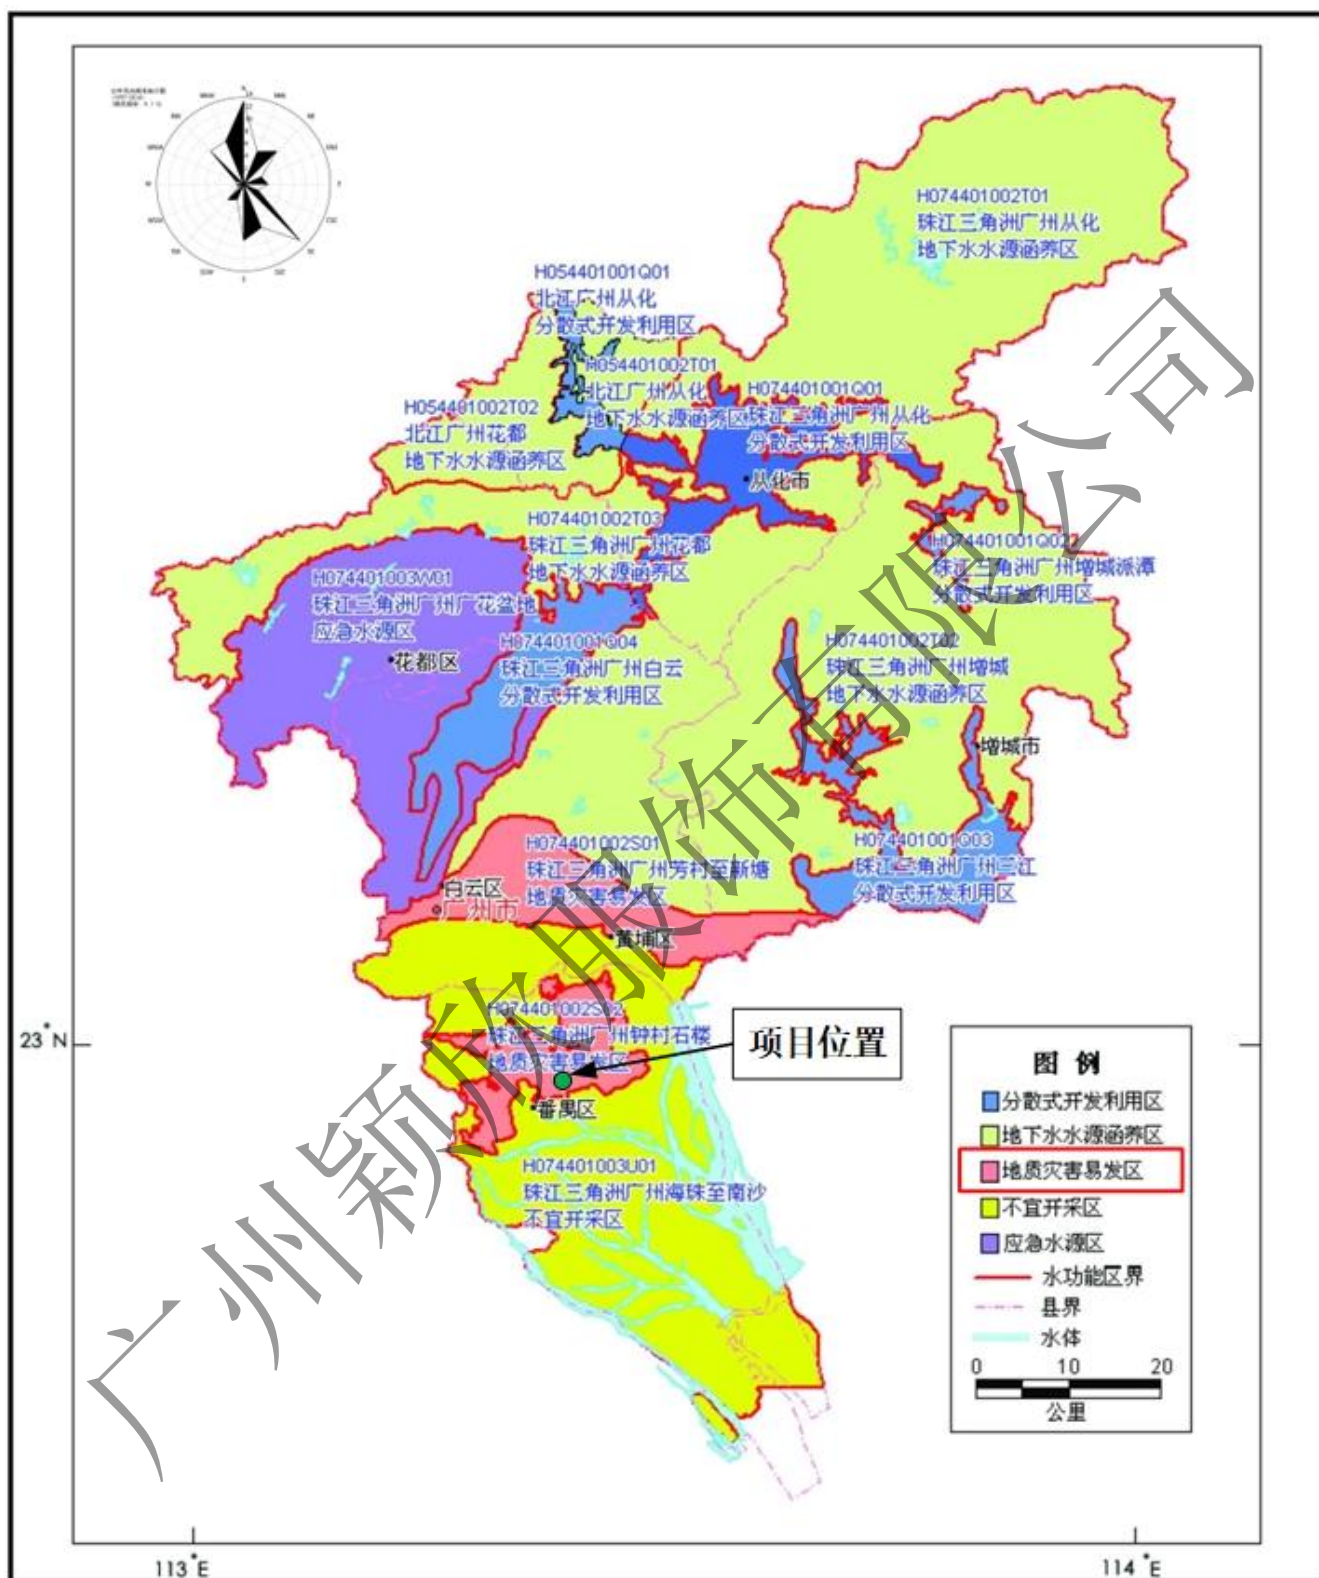 H074401002T01
珠江三角洲广州从化
地下水水源涵养区
H054401001Q01
北江广州从化
分散式开发利用区
H054401002T01
北江广州从化
地下水水源涵养区
H074401001Q01
珠江三角洲广州从化
分散式开发利用区
H054401002T02
北江广州花都
地下水水源涵养区
从化市
H074401002T03
珠江三角洲广州花都
地下水水源涵养区
H074401001Q02
珠江三角洲广州增城派潭
分散式开发利用区
H074401003W01
珠江三角洲广州广花盆地
应急水源区
花都区
H074401001Q04
珠江三角洲广州白云
分散式开发利用区
H074401002T02
珠江三角洲广州增城
地下水水源涵养区
增城市
H074401002S01
珠江三角洲广州芳村至新塘
地质灾害易发区
H074401001Q03
珠江三角洲广州三江
分散式开发利用区
白云区
广州市
黄埔区
H074401002S02
珠江三角洲广州钟村石楼
地质灾害易发区
项目位置
23°N
番禺区
H074401003U01
珠江三角洲广州海珠至南沙
不宜开采区
图 例
分散式开发利用区
地下水水源涵养区
地质灾害易发区
不宜开采区
应急水源区
水功能区界
县界
水体
0 10 20
公里
113°E
114°E
广州颖欣服饰有限公司